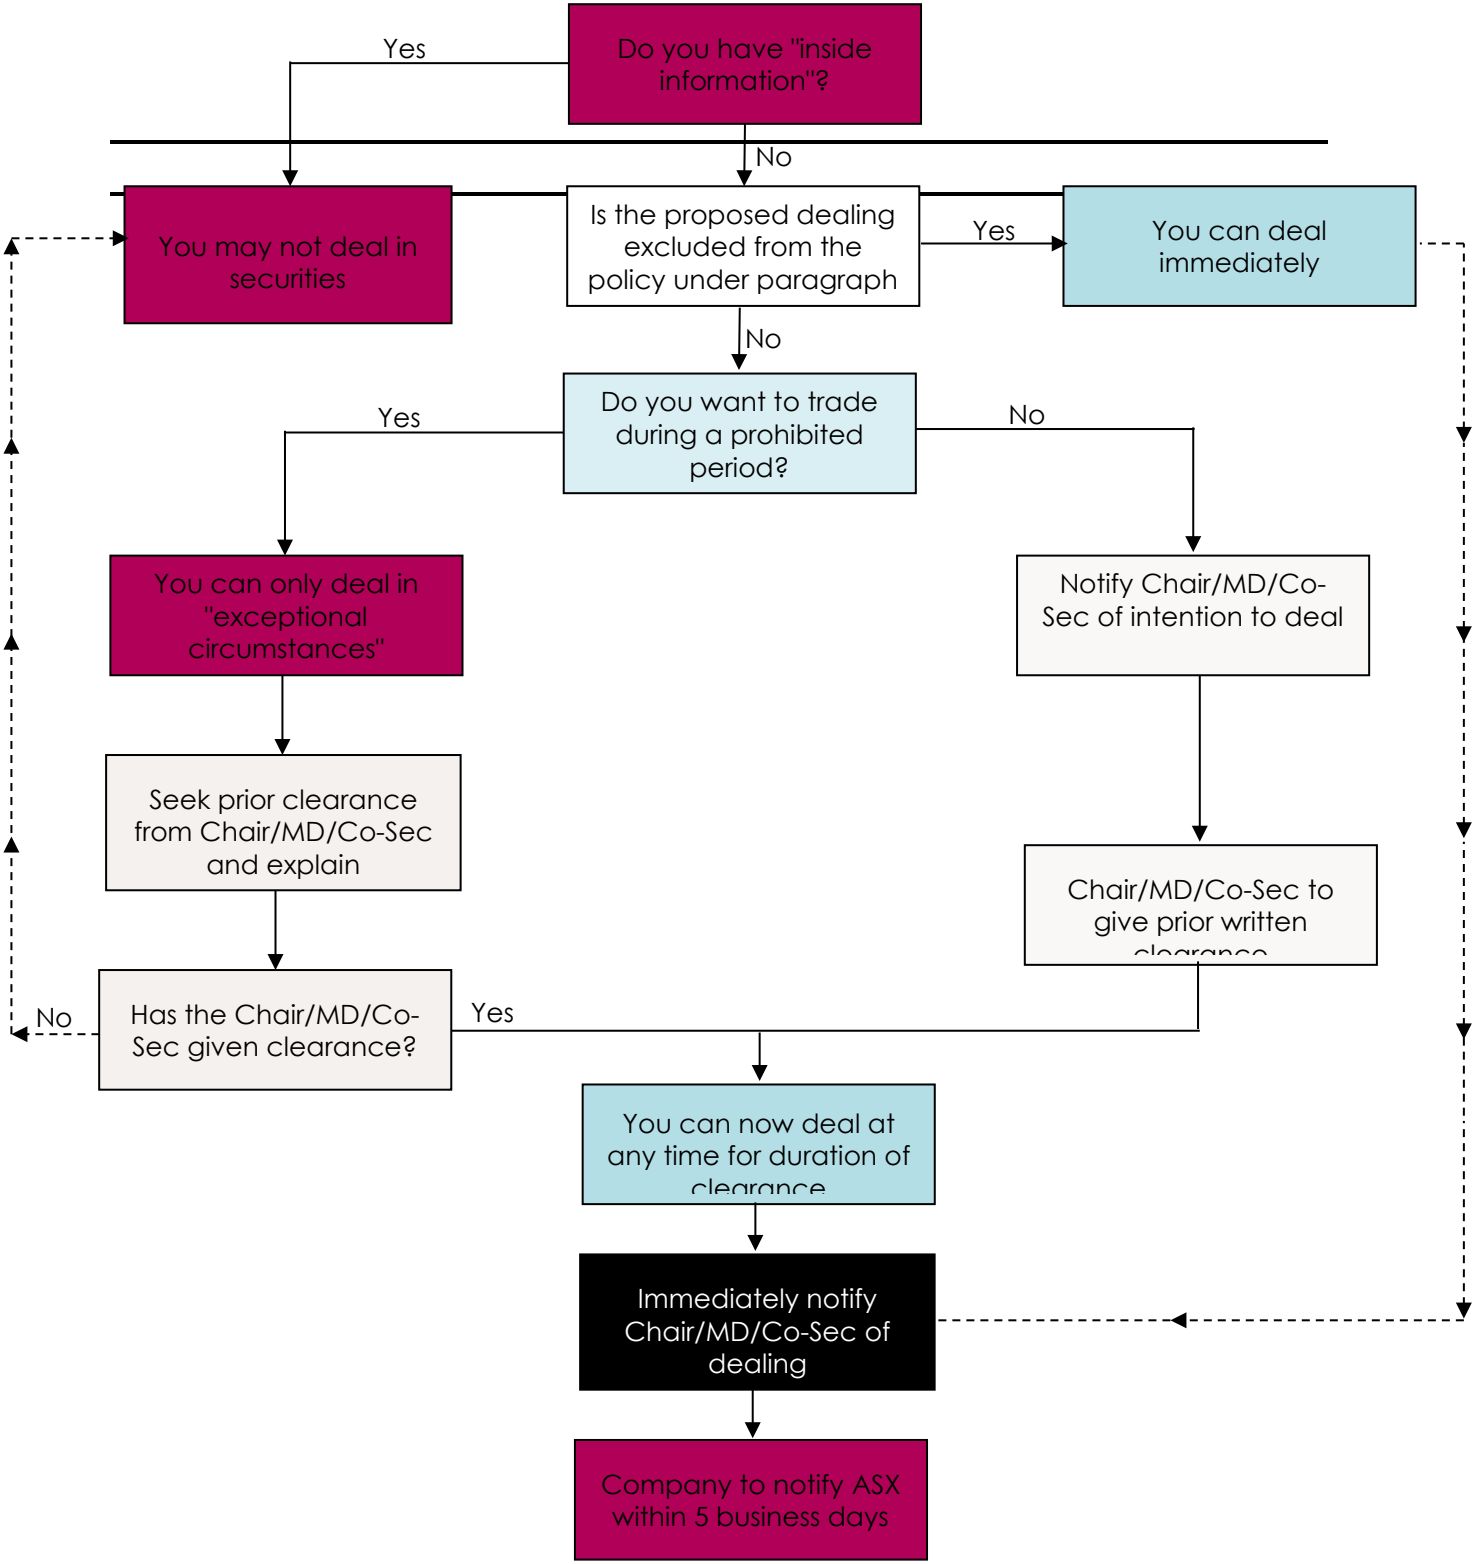 Do you have "inside
information"?
Yes
No
You may not deal in
securities
Is the proposed dealing
excluded from the
policy under paragraph
Yes
You can deal
immediately
No
Do you want to trade
during a prohibited
period?
Yes
No
You can only deal in
"exceptional
circumstances"
Notify Chair/MD/Co-
Sec of intention to deal
Seek prior clearance
from Chair/MD/Co-Sec
and explain
Chair/MD/Co-Sec to
give prior written
clearance
Has the Chair/MD/Co-
Sec given clearance?
No
Yes
You can now deal at
any time for duration of
clearance
Immediately notify
Chair/MD/Co-Sec of
dealing
Company to notify ASX
within 5 business days